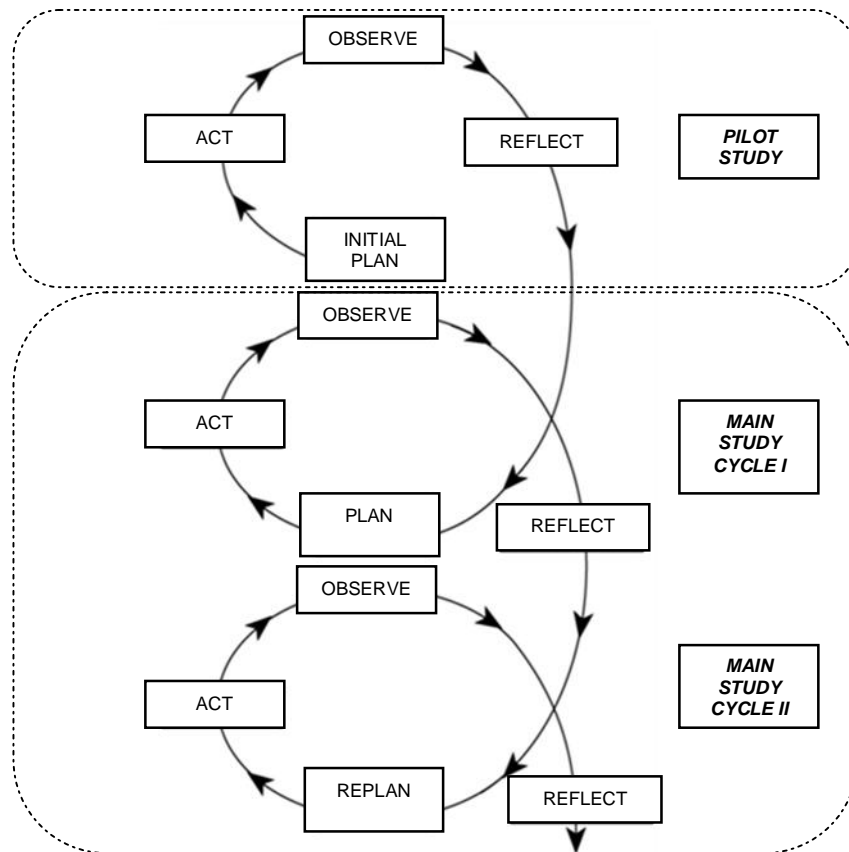 OBSERVE
ACT
REFLECT
PILOT
STUDY
INITIAL
PLAN
OBSERVE
ACT
MAIN
STUDY
CYCLE I
PLAN
REFLECT
OBSERVE
ACT
MAIN
STUDY
CYCLE II
REPLAN
REFLECT